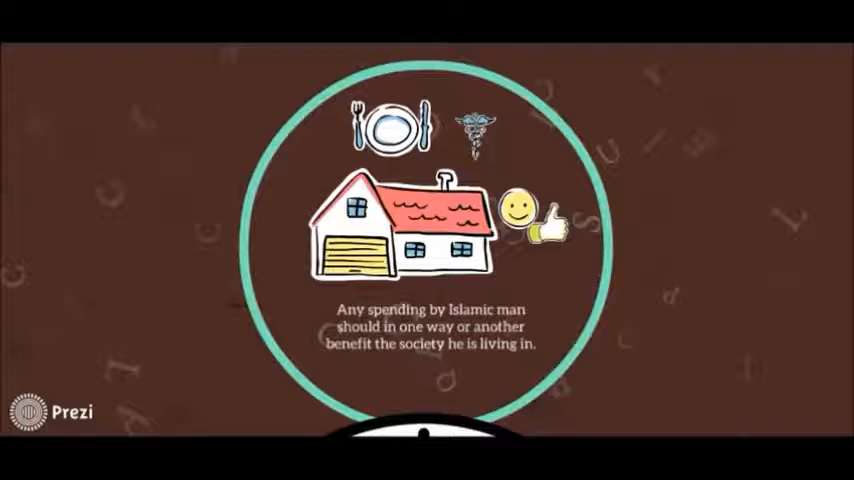 Any spending by Islamic man
should in one way or another
benefit the society he is living in.
Prezi